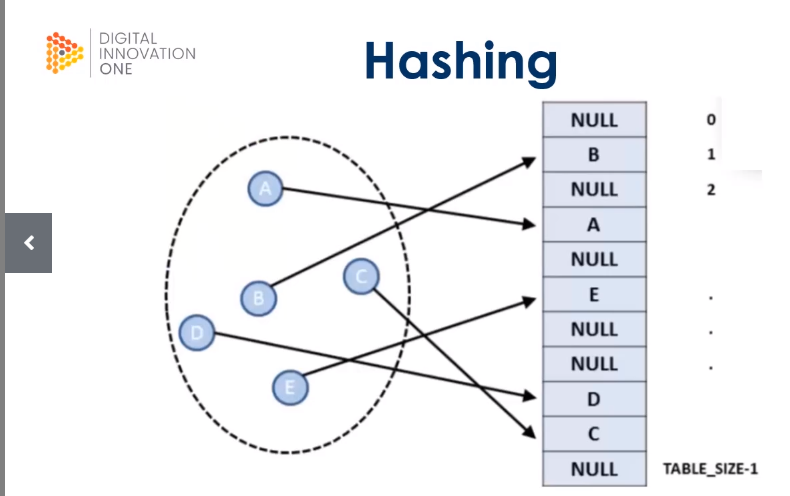 DIGITAL
INNOVATION
ONE
Hashing
A
B
C
D
E
NULL 0
B 1
NULL 2
A
NULL
E .
NULL .
NULL .
D
C
NULL TABLE_SIZE-1